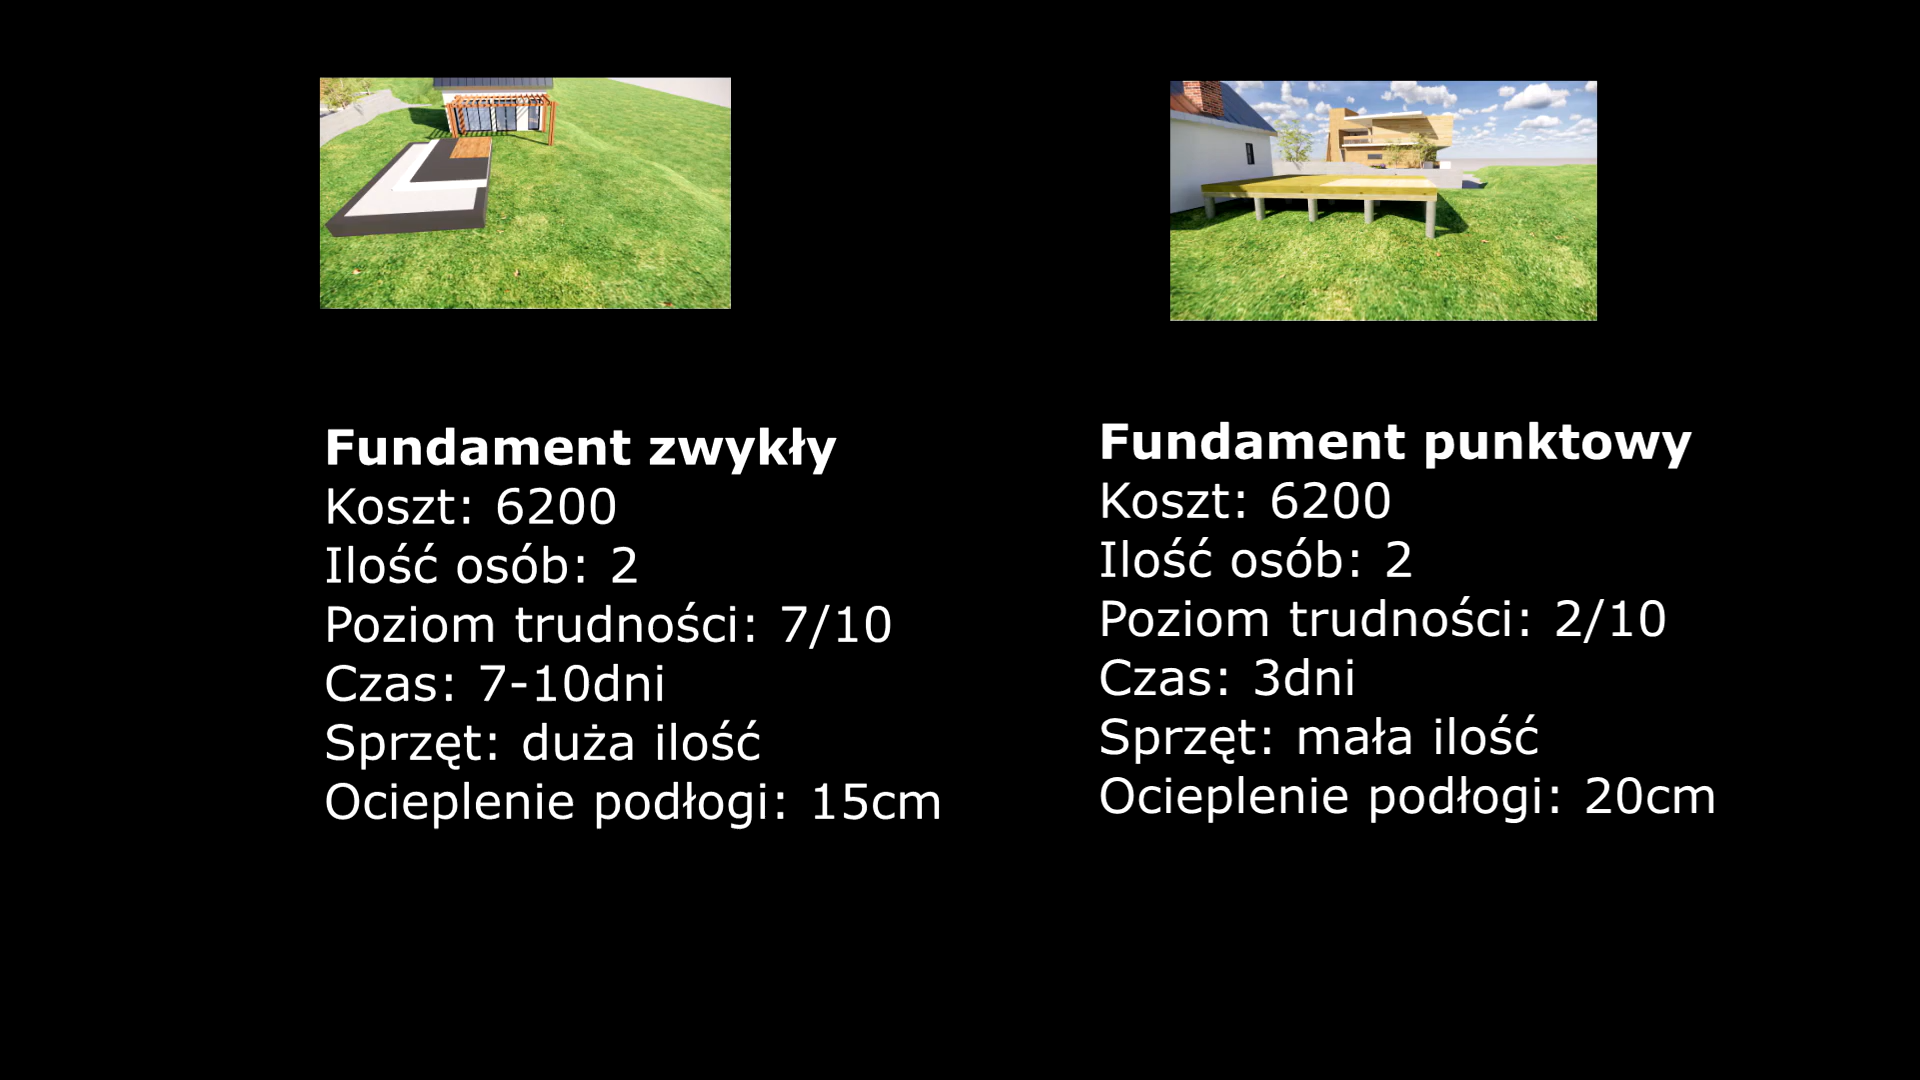 Fundament zwykły
Koszt: 6200
Ilość osób: 2
Poziom trudności: 7/10
Czas: 7-10dni
Sprzęt: duża ilość
Ocieplenie podłogi: 15cm
Fundament punktowy
Koszt: 6200
Ilość osób: 2
Poziom trudności: 2/10
Czas: 3dni
Sprzęt: mała ilość
Ocieplenie podłogi: 20cm